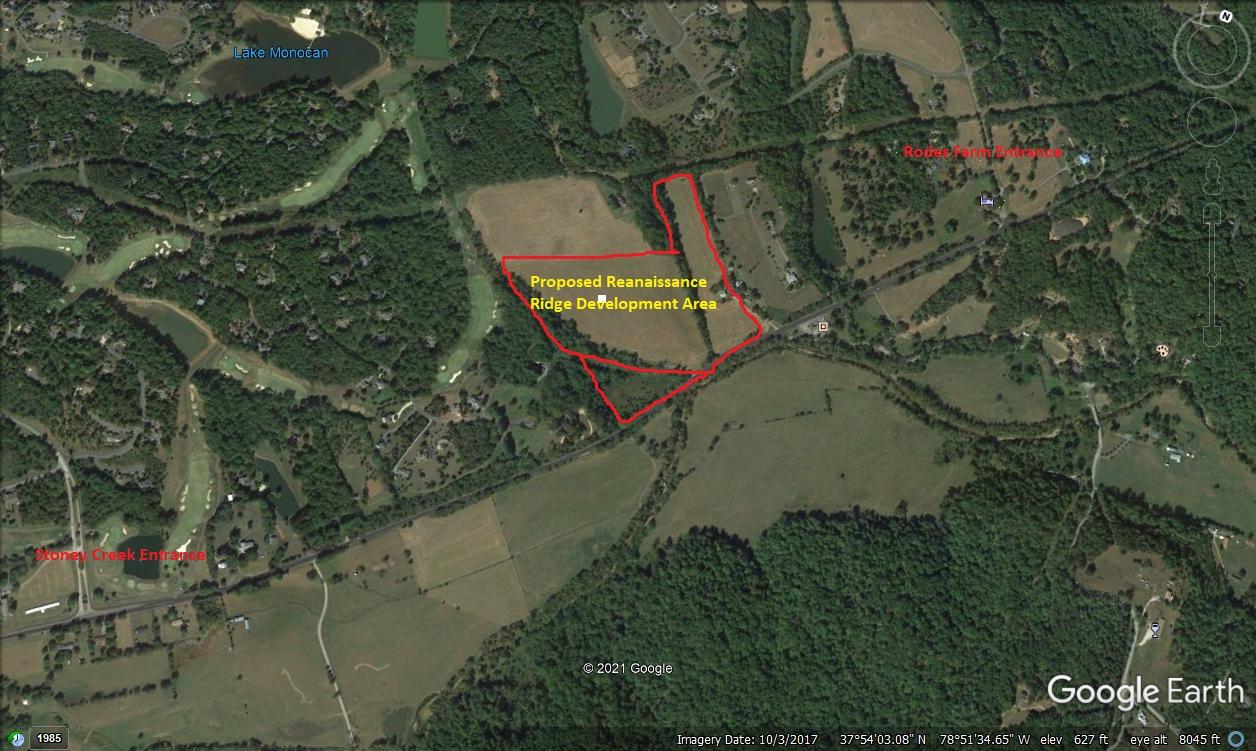 N
Lake Monocan
Rodes Farm Entrance
Proposed Reanaissance
Ridge Development Area
Stoney Creek Entrance
© 2021 Google
Google Earth
1985
Imagery Date: 10/3/2017 37°54'03.08" N 78°51'34.65" W elev 627 ft eye alt 8045 ft